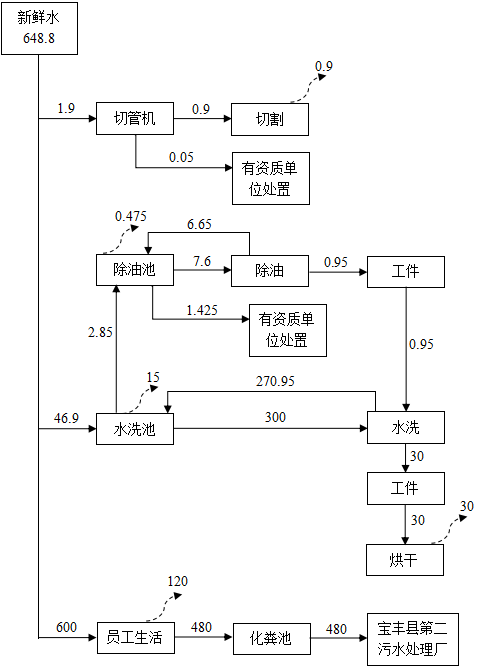 新鲜水
648.8
0.9
1.9
切管机
0.9
切割
0.05
有资质单
位处置
0.475
6.65
除油池
7.6
除油
0.95
工件
1.425
有资质单
位处置
2.85
0.95
15
270.95
46.9
水洗池
300
水洗
30
工件
30
30
烘干
120
600
员工生活
480
化粪池
480
宝丰县第二
污水处理厂